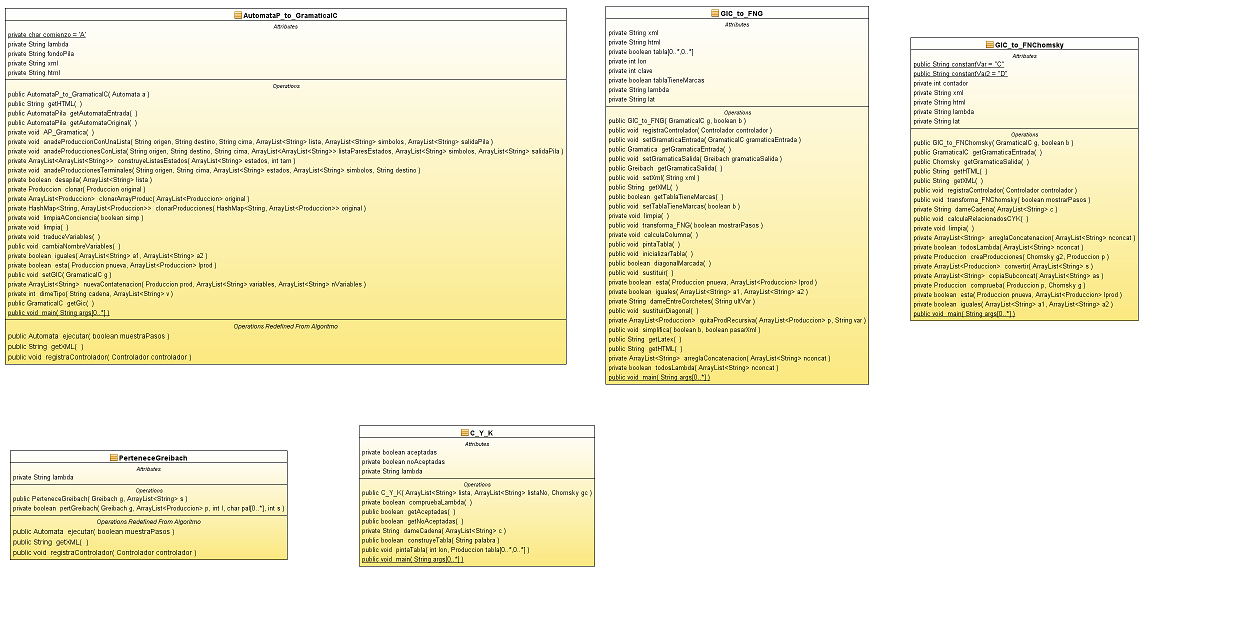 AutomataP_to_GramaticaIC
Attributes
private char comienzo = 'A'
private String lambda
private String fondoPila
private String xml
private String html
Operations
public AutomataP_to_GramaticaIC( Automata a )
public String getHTML( )
public AutomataPila getAutomataEntrada( )
public AutomataPila getAutomataOriginal( )
private void AP_Gramatica( )
private void anadeProduccionConUnaLista( String origen, String destino, String cima, ArrayList<String> lista, ArrayList<String> simbolos, ArrayList<String> salidaPila )
private void anadeProduccionesConLista( String origen, String destino, String cima, ArrayList<ArrayList<String>> listaParesEstados, ArrayList<String> simbolos, ArrayList<String> salidaPila )
private ArrayList<ArrayList<String>> construyeListasEstados( ArrayList<String> estados, int tam )
private void anadeProduccionesTerminales( String origen, String cima, ArrayList<String> estados, ArrayList<String> simbolos, String destino )
private boolean desapila( ArrayList<String> lista )
private Produccion clonar( Produccion original )
private ArrayList<Produccion> clonarArrayProduc( ArrayList<Produccion> original )
private HashMap<String, ArrayList<Produccion>> clonarProducciones( HashMap<String, ArrayList<Produccion>> original )
private void limpiaAConciencia( boolean simp )
private void limpia( )
private void traduceVariables( )
public void cambiaNombreVariables( )
private boolean iguales( ArrayList<String> a1, ArrayList<String> a2 )
private boolean esta( Produccion pnueva, ArrayList<Produccion> lprod )
public void setGIC( GramaticaIC g )
private ArrayList<String> nuevaContatenacion( Produccion prod, ArrayList<String> variables, ArrayList<String> nVariables )
private int dimeTipo( String cadena, ArrayList<String> v )
public GramaticaIC getGic( )
public void main( String args[0..*] )
Operations Redefined From Algoritmo
public Automata ejecutar( boolean muestraPasos )
public String getXML( )
public void registraControlador( Controlador controlador )
GIC_to_FNG
Attributes
private String xml
private String html
private boolean tabla[0..*,0..*]
private int lon
private int clave
private boolean tablaTieneMarcas
private String lambda
private String lat
Operations
public GIC_to_FNG( GramaticaIC g, boolean b )
public void registraControlador( Controlador controlador )
public void setGramaticaEntrada( GramaticaIC gramaticaEntrada )
public Gramatica getGramaticaEntrada( )
public void setGramaticaSalida( Greibach gramaticaSalida )
public Greibach getGramaticaSalida( )
public void setXml( String xml )
public String getXML( )
public boolean getTablaTieneMarcas( )
public void setTablaTieneMarcas( boolean b )
private void limpia( )
public void transforma_FNG( boolean mostrarPasos )
private void calculaColumna( )
public void pintaTabla( )
public void inicializarTabla( )
public boolean diagonalMarcada( )
public void sustituir( )
private boolean esta( Produccion pnueva, ArrayList<Produccion> lprod )
private boolean iguales( ArrayList<String> a1, ArrayList<String> a2 )
private String dameEntreCorchetes( String ultVar )
public void sustituirDiagonal( )
private ArrayList<Produccion> quitaProdRecursiva( ArrayList<Produccion> p, String var )
public void simplifica( boolean b, boolean pasarXml )
public String getLatex( )
public String getHTML( )
private ArrayList<String> arreglaConcatenacion( ArrayList<String> nconcat )
private boolean todosLambda( ArrayList<String> nconcat )
public void main( String args[0..*] )
GIC_to_FNChomsky
Attributes
public String constantVar = "C"
public String constantVar2 = "D"
private int contador
private String xml
private String html
private String lambda
private String lat
Operations
public GIC_to_FNChomsky( GramaticaIC g, boolean b )
public GramaticaIC getGramaticaEntrada( )
public Chomsky getGramaticaSalida( )
public String getHTML( )
public String getXML( )
public void registraControlador( Controlador controlador )
public void transforma_FNChomsky( boolean mostrarPasos )
private String dameCadena( ArrayList<String> c )
public void calculaRelacionadosCYK( )
private void limpia( )
private ArrayList<String> arreglaConcatenacion( ArrayList<String> nconcat )
private boolean todosLambda( ArrayList<String> nconcat )
private Produccion creaProducciones( Chomsky g2, Produccion p )
private ArrayList<Produccion> convertir( ArrayList<String> s )
private ArrayList<String> copiaSubconcat( ArrayList<String> as )
private Produccion comprueba( Produccion p, Chomsky g )
private boolean esta( Produccion pnueva, ArrayList<Produccion> lprod )
private boolean iguales( ArrayList<String> a1, ArrayList<String> a2 )
public void main( String args[0..*] )
PerteneceGreibach
Attributes
private String lambda
Operations
public PerteneceGreibach( Greibach g, ArrayList<String> s )
private boolean pertGreibach( Greibach g, ArrayList<Produccion> p, int l, char pal[0..*], int s )
Operations Redefined From Algoritmo
public Automata ejecutar( boolean muestraPasos )
public String getXML( )
public void registraControlador( Controlador controlador )
C_Y_K
Attributes
private boolean aceptadas
private boolean noAceptadas
private String lambda
Operations
public C_Y_K( ArrayList<String> lista, ArrayList<String> listaNo, Chomsky gc )
private boolean compruebaLambda( )
public boolean getAceptadas( )
public boolean getNoAceptadas( )
private String dameCadena( ArrayList<String> c )
public boolean construyeTabla( String palabra )
public void pintaTabla( int lon, Produccion tabla[0..*,0..*] )
public void main( String args[0..*] )